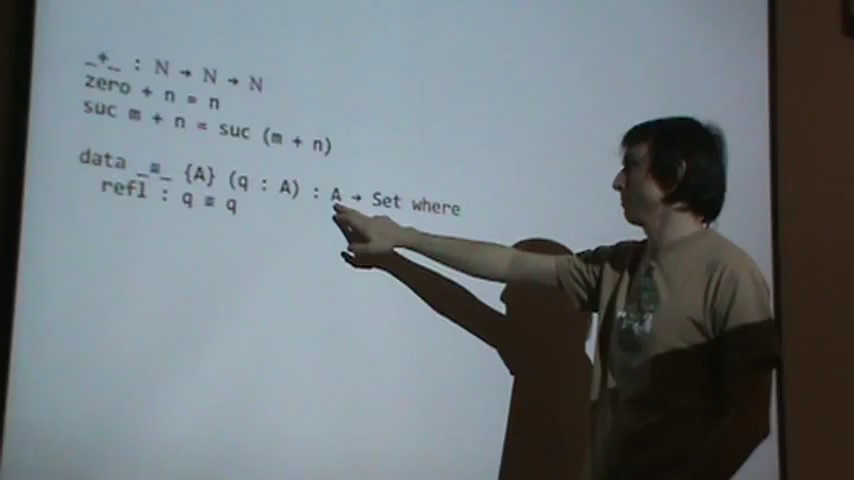 _+_ : ℕ → ℕ → ℕ
zero + n = n
suc m + n = suc (m + n)
data _≡_ {A} (q : A) : A → Set where
refl : q ≡ q